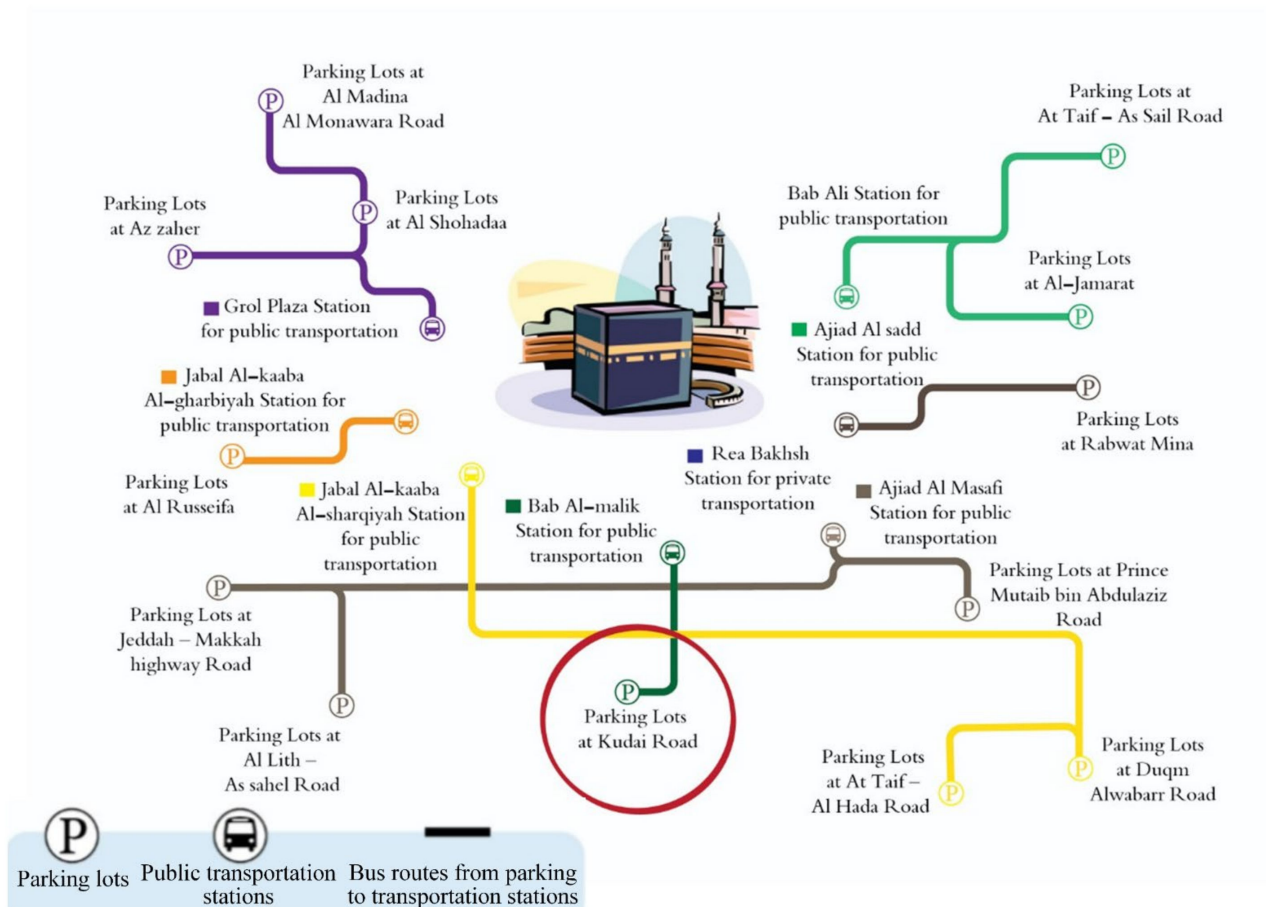 Parking Lots at
Al Madina
Al Monawara Road
Parking Lots
at Az zaher
Parking Lots
at Al Shohadaa
Grol Plaza Station
for public transportation
Parking Lots at
At Taif – As Sail Road
Bab Ali Station for
public transportation
Parking Lots
at Al-Jamarat
Ajiad Al sadd
Station for public
transportation
Parking Lots
at Rabwat Mina
Jabal Al-kaaba
Al-gharbiyah Station for
public transportation
Parking Lots
at Al Russeifa
Jabal Al-kaaba
Al-sharqiyah Station
for public
transportation
Bab Al-malik
Station for public
transportation
Rea Bakhsh
Station for private
transportation
Ajiad Al Masafi
Station for public
transportation
Parking Lots at Prince
Mutaib bin Abdulaziz
Road
Parking Lots at
Jeddah – Makkah
highway Road
Parking Lots at
Al Lith –
As sahel Road
Parking Lots
at Kudai Road
Parking Lots
at At Taif –
Al Hada Road
Parking Lots
at Duqm
Alwabarr Road
P
Parking lots
Public transportation
stations
Bus routes from parking
to transportation stations